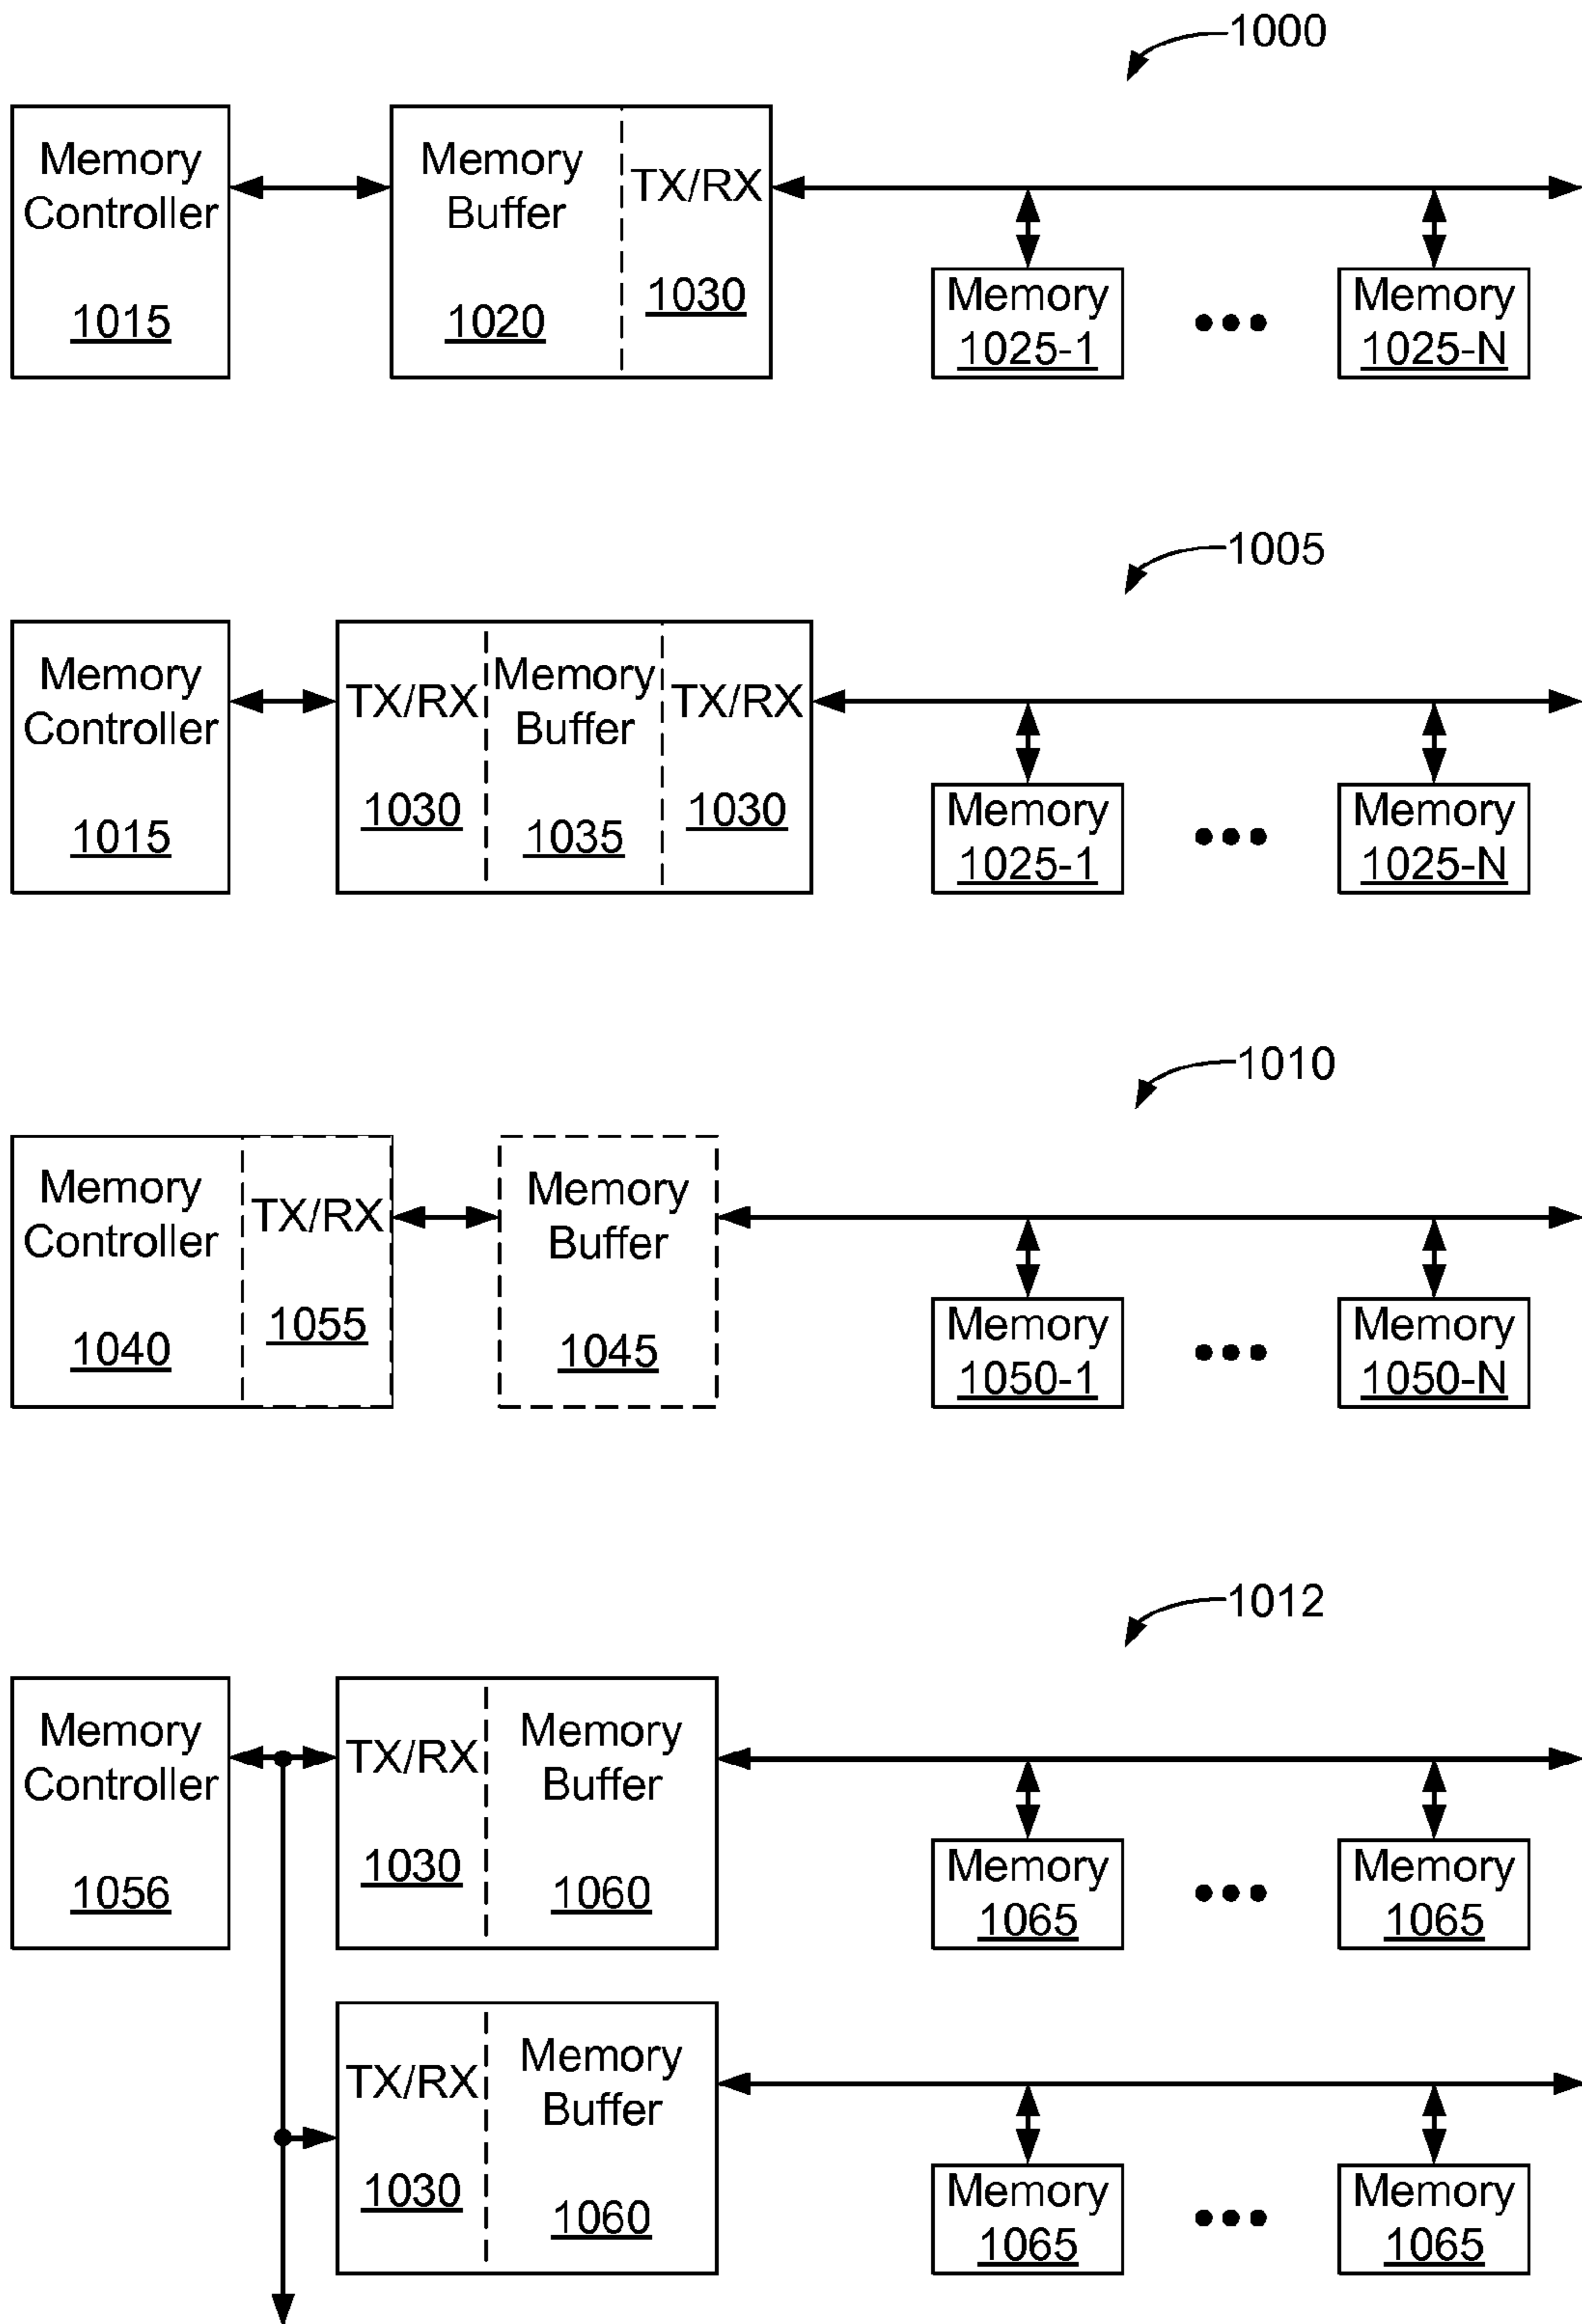 1000
Memory
Controller
1015
Memory
Buffer
1020
TX/RX
1030
Memory
1025-1
Memory
1025-N
1005
Memory
Controller
1015
TX/RX
1030
Memory
Buffer
1035
TX/RX
1030
Memory
1025-1
Memory
1025-N
1010
Memory
Controller
1040
TX/RX
1055
Memory
Buffer
1045
Memory
1050-1
Memory
1050-N
1012
Memory
Controller
1056
TX/RX
1030
Memory
Buffer
1060
Memory
1065
Memory
1065
TX/RX
1030
Memory
Buffer
1060
Memory
1065
Memory
1065